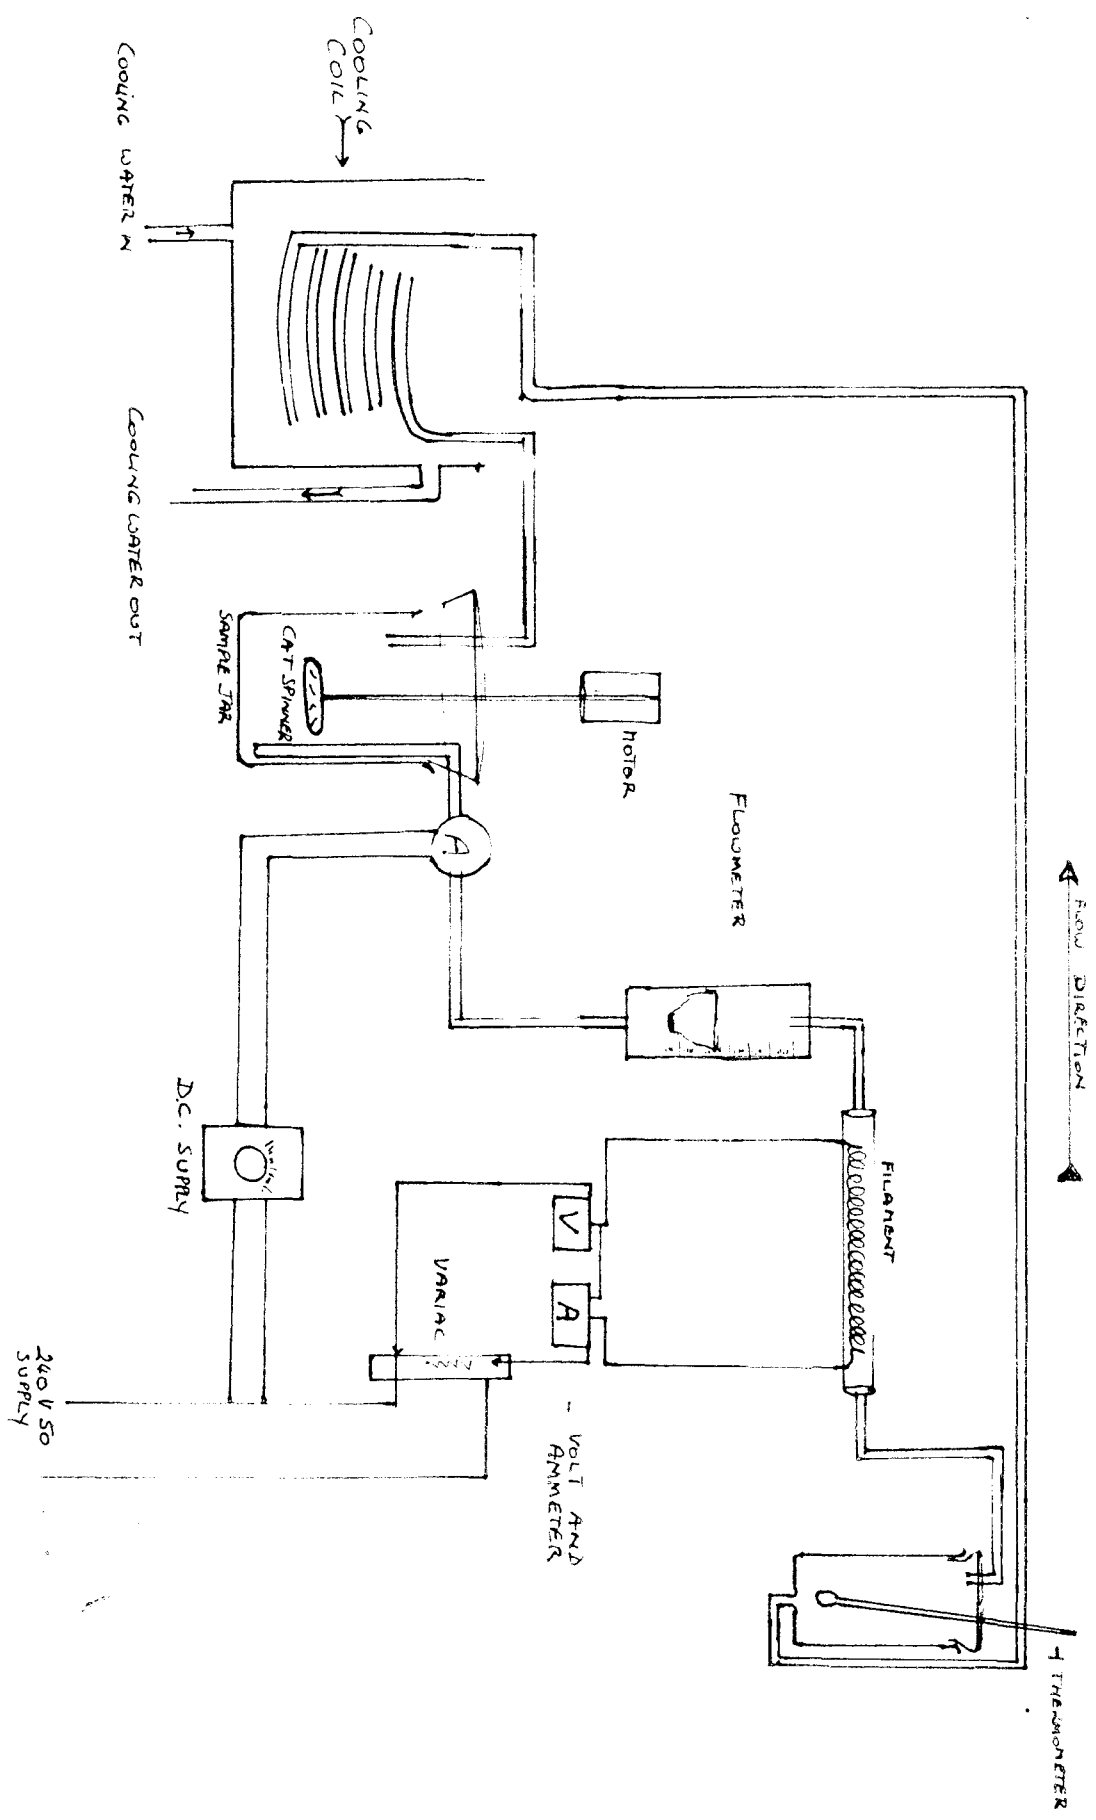 COOLING
COIL
COOLING WATER IN
COOLING WATER OUT
CAT SPINNER
SAMPLE JAR
MOTOR
FLOWMETER
FLOW DIRECTION
A
D.C. SUPPLY
FILAMENT
V
A
VARIAC
- VOLT AND
AMMETER
240 V 50
SUPPLY
THERMOMETER